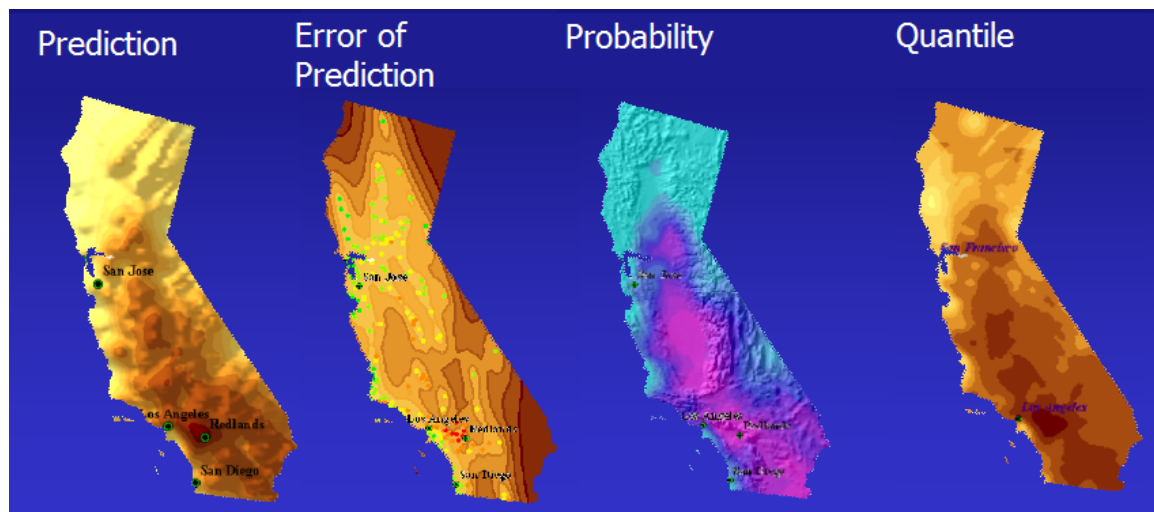 Prediction
Error of
Prediction
Probability
Quantile
San Jose
Los Angeles
Redlands
San Diego
San Jose
Los Angeles
Redlands
San Diego
San Jose
Los Angeles
Redlands
San Diego
San Francisco
Los Angeles